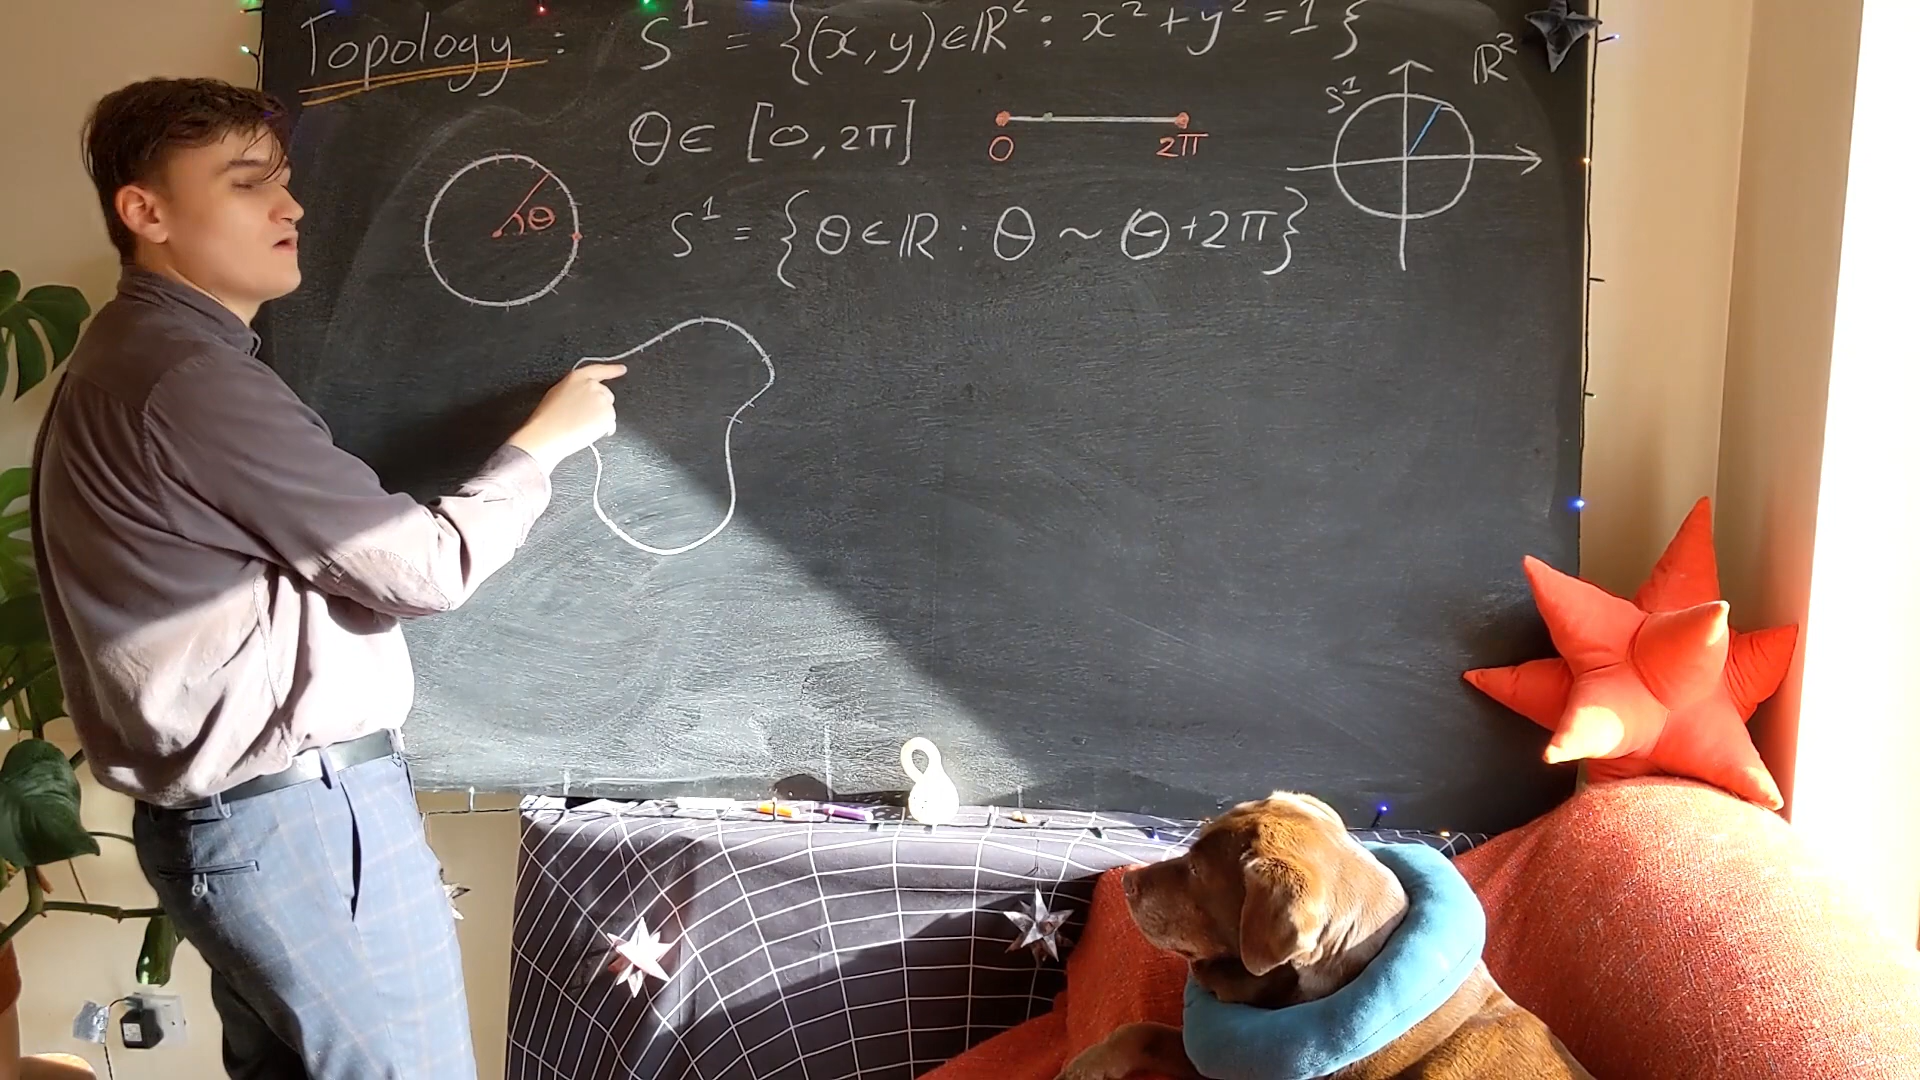 Topology : S¹ = {(x,y)∈ℝ² : x²+y²=1}
ℝ²
S¹
θ∈ [0,2π]
0 2π
θ
S¹ = {θ∈ℝ : θ ~ θ+2π}